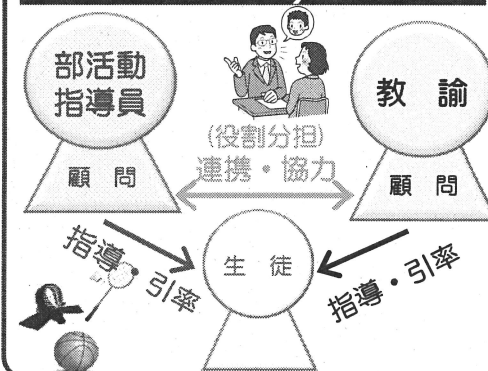 部活動
指導員
顧 問
(役割分担)
連携・協力
教 諭
顧 問
指導・引率
生 徒
指導・引率